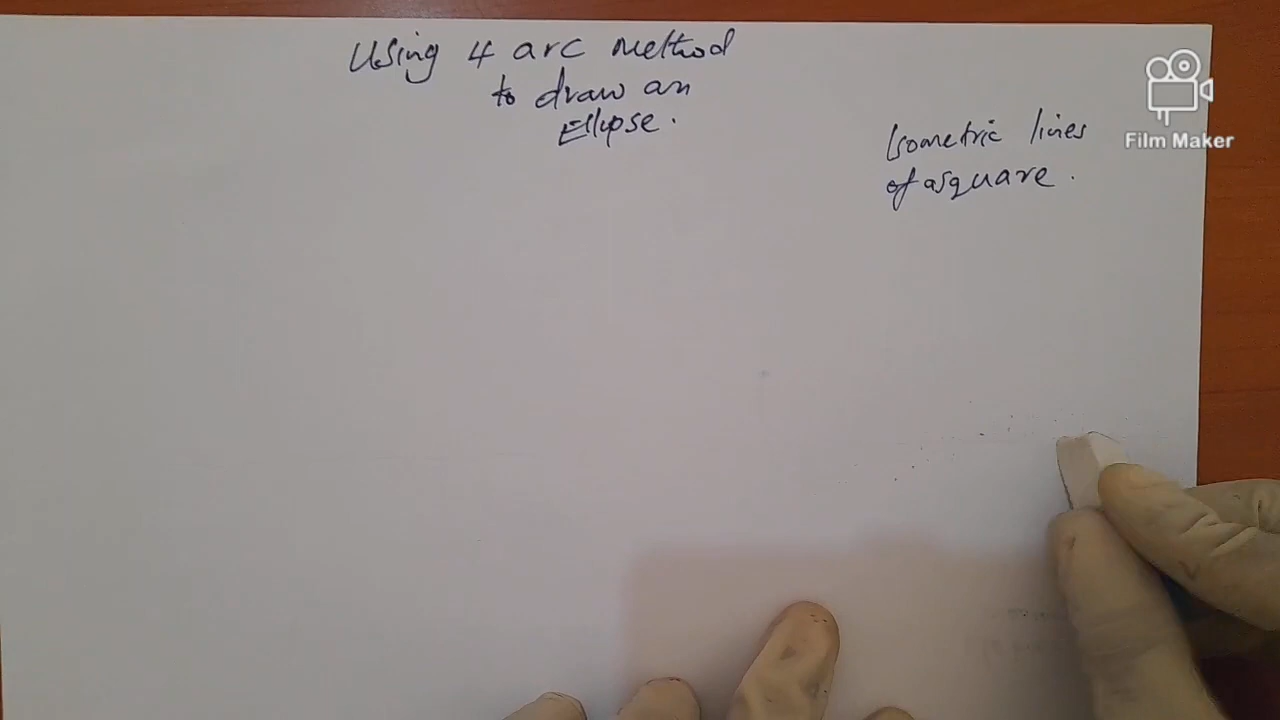 Using 4 arc method
to draw an
Ellipse.
Isometric lines
of a square.
Film Maker